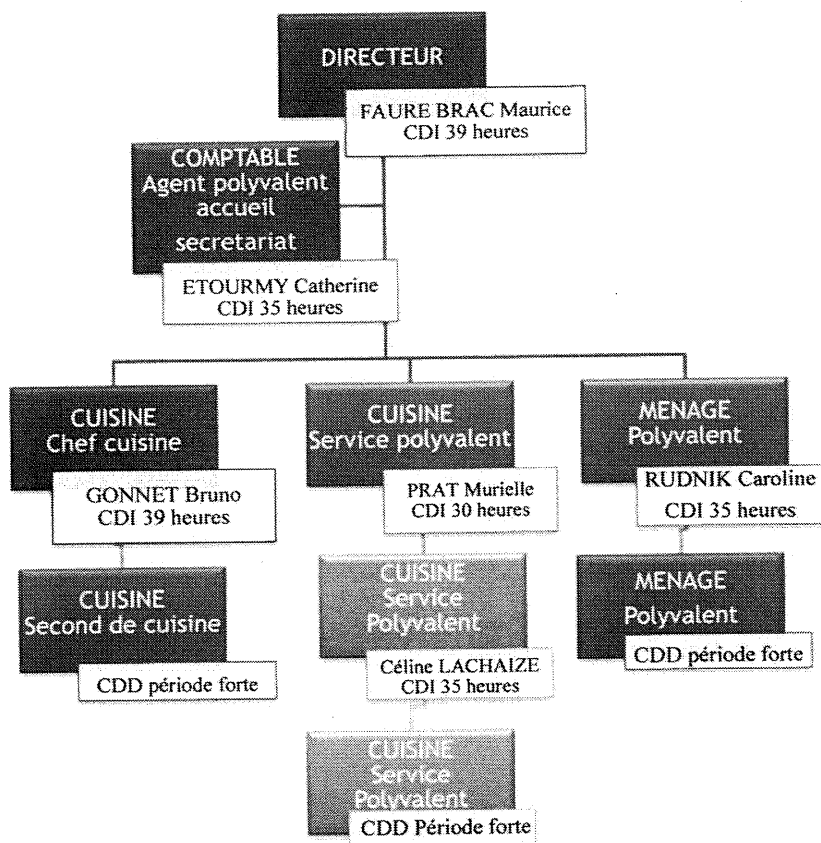 DIRECTEUR
FAURE BRAC Maurice
CDI 39 heures
COMPTABLE
Agent polyvalent
accueil
secretariat
ETOURMY Catherine
CDI 35 heures
CUISINE
Chef cuisine
GONNET Bruno
CDI 39 heures
CUISINE
Service polyvalent
PRAT Murielle
CDI 30 heures
MENAGE
Polyvalent
RUDNIK Caroline
CDI 35 heures
CUISINE
Second de cuisine
CDD période forte
CUISINE
Service
Polyvalent
Céline LACHAIZE
CDI 35 heures
MENAGE
Polyvalent
CDD période forte
CUISINE
Service
Polyvalent
CDD Période forte